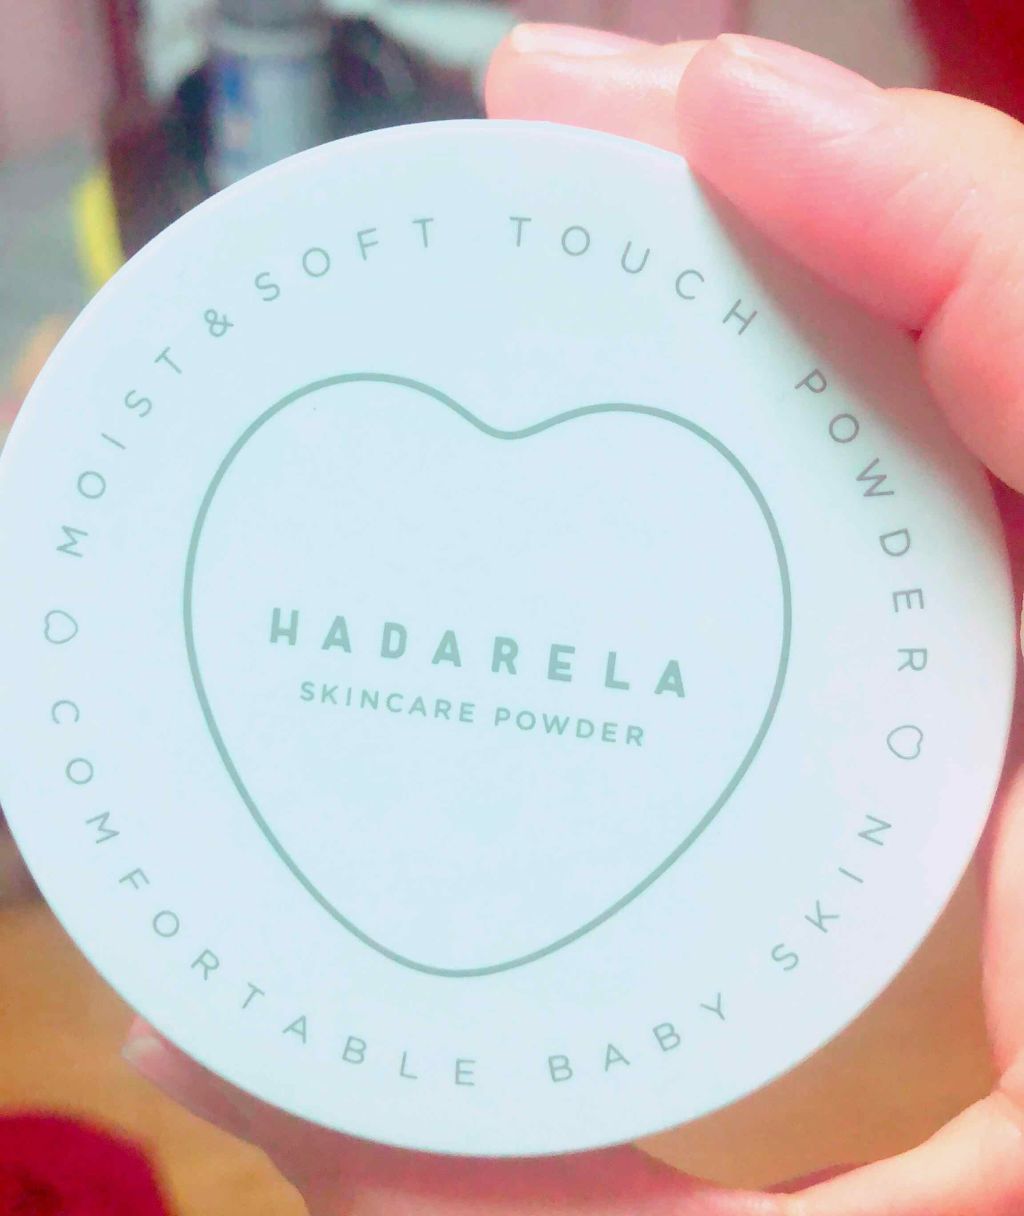 ♡ MOIST & SOFT TOUCH POWDER ♡
HADARELA
SKINCARE POWDER
COMFORTABLE BABY SKIN